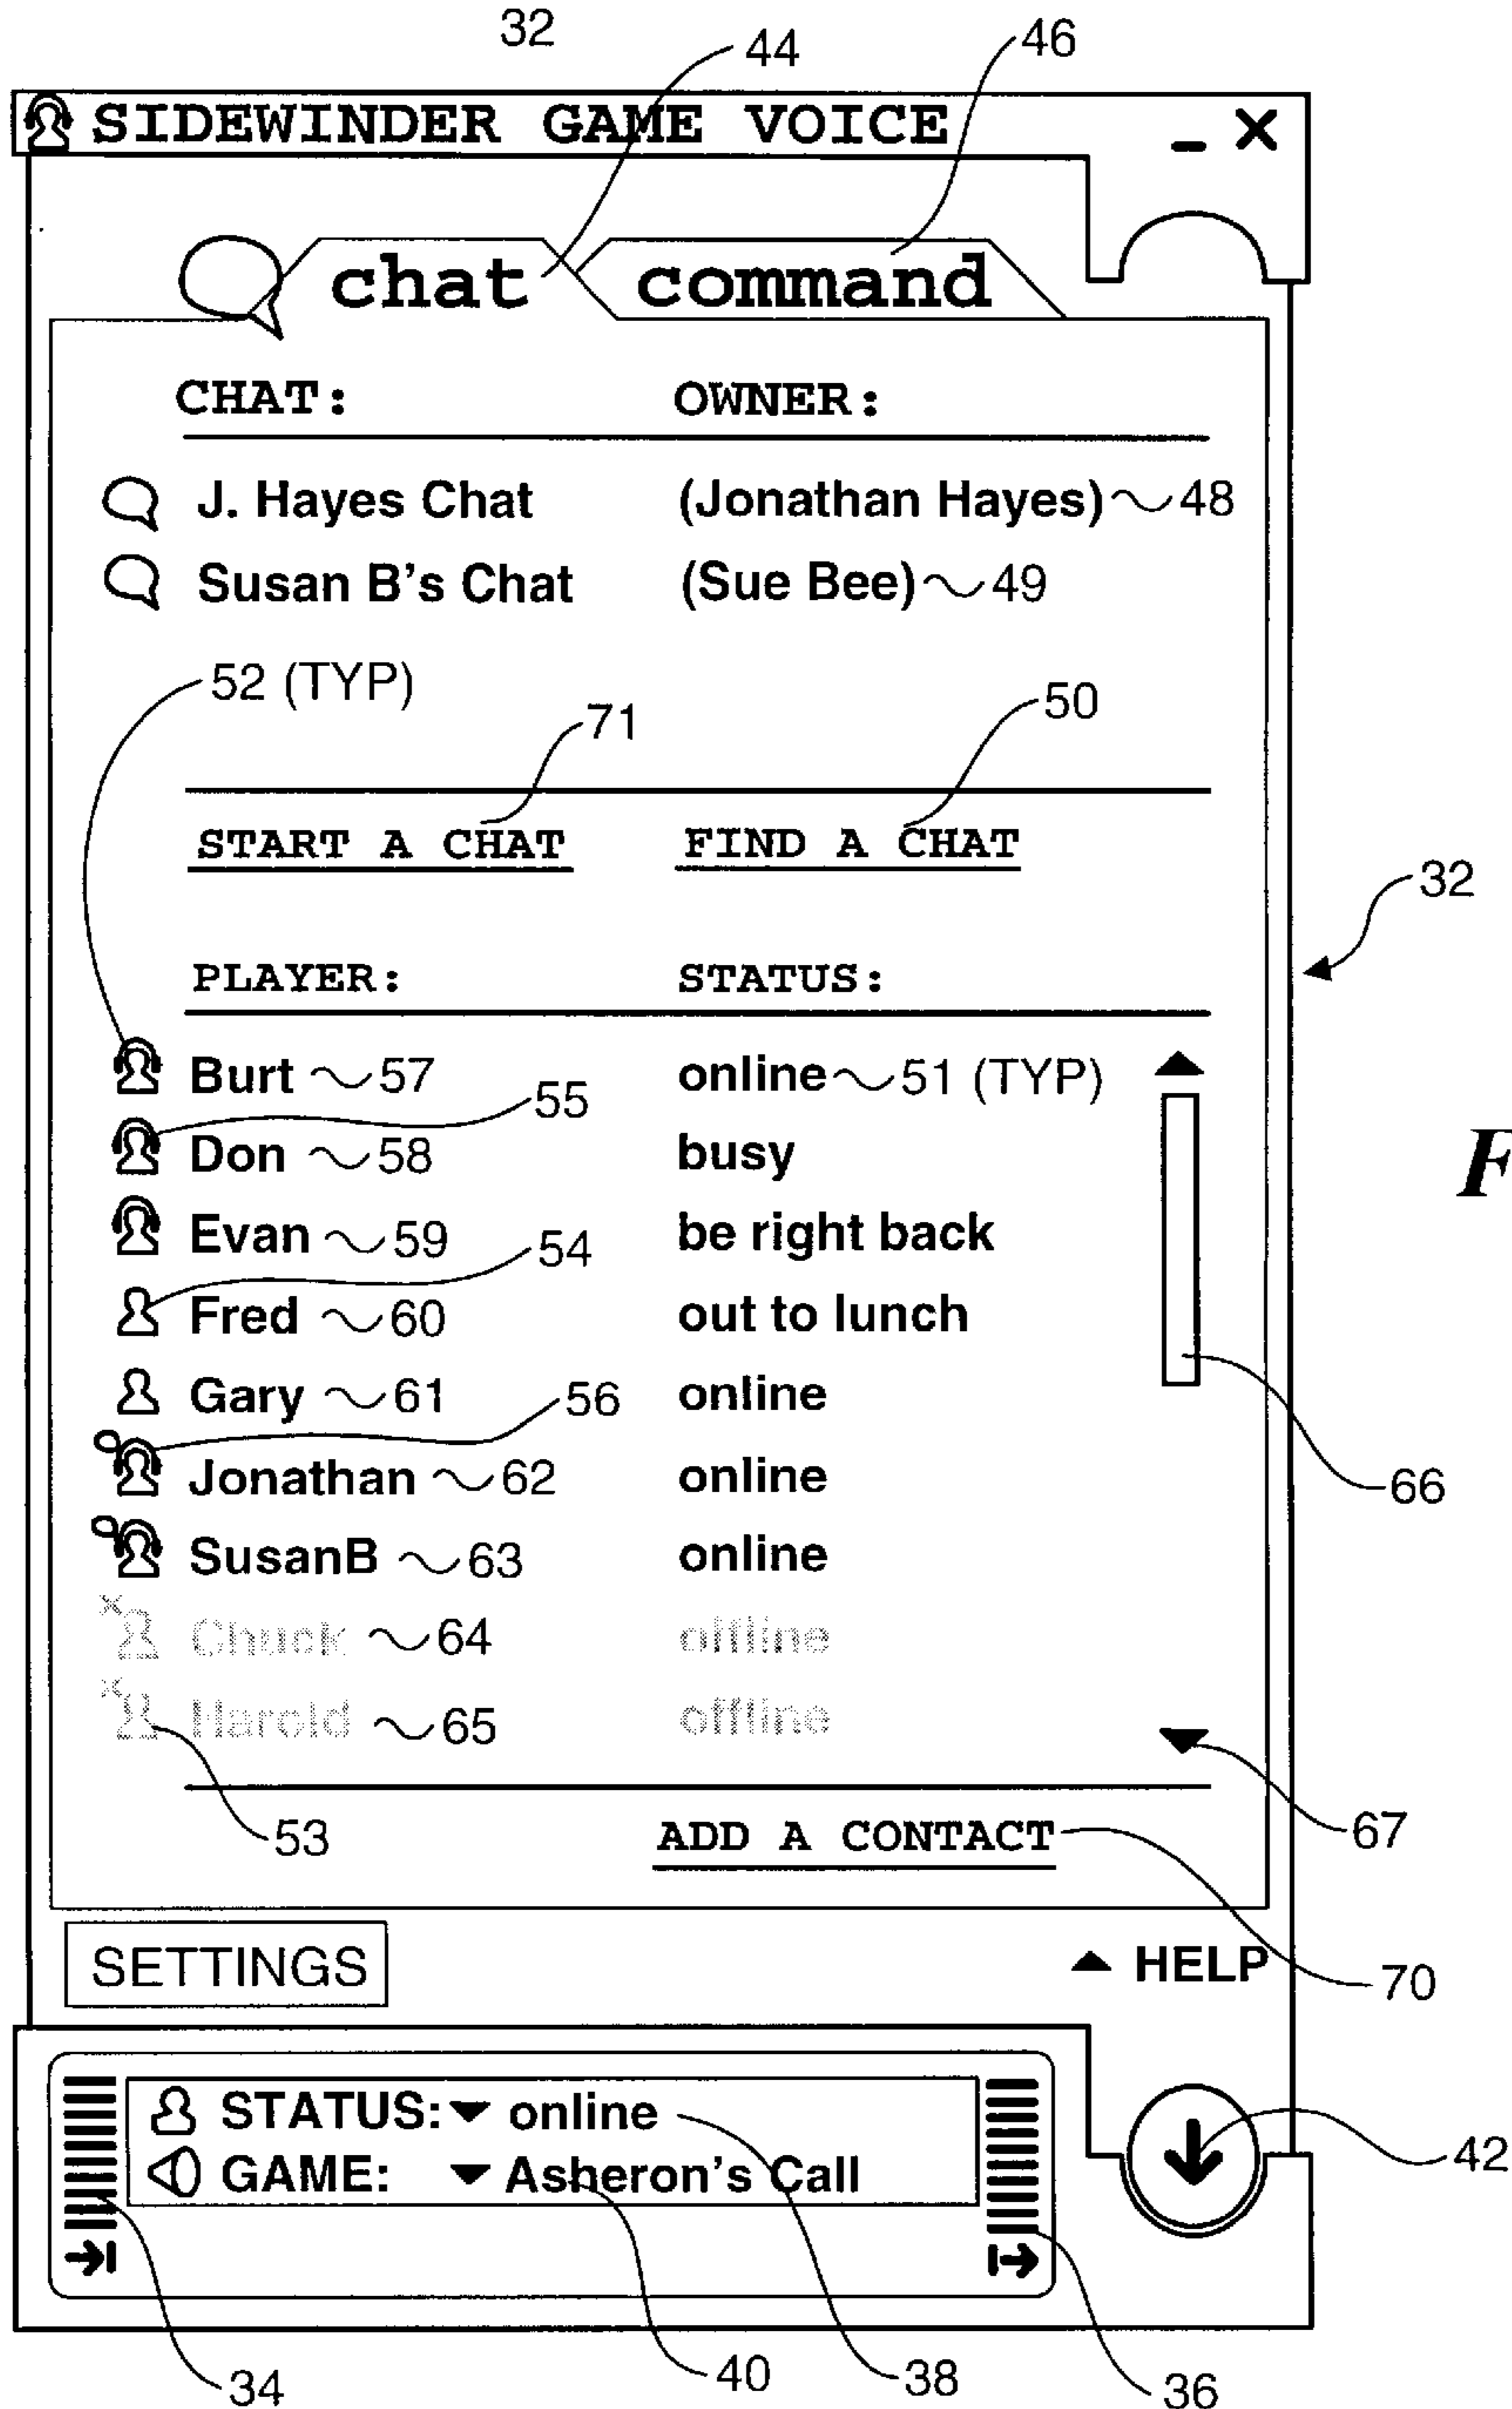 32 44 46
SIDEWINDER GAME VOICE _ X
chat command
CHAT: OWNER:
J. Hayes Chat (Jonathan Hayes) 48
Susan B's Chat (Sue Bee) 49
52 (TYP)
71 50
START A CHAT FIND A CHAT
32
PLAYER: STATUS:
Burt 57 online 51 (TYP)
55
Don 58 busy
F
Evan 59 be right back
54
Fred 60 out to lunch
Gary 61 online
56
Jonathan 62 online
66
SusanB 63 online
Chuck 64 offline
Harold 65 offline
53 ADD A CONTACT 67
SETTINGS HELP
70
STATUS: online
42
GAME: Asheron's Call
34 40 38 36